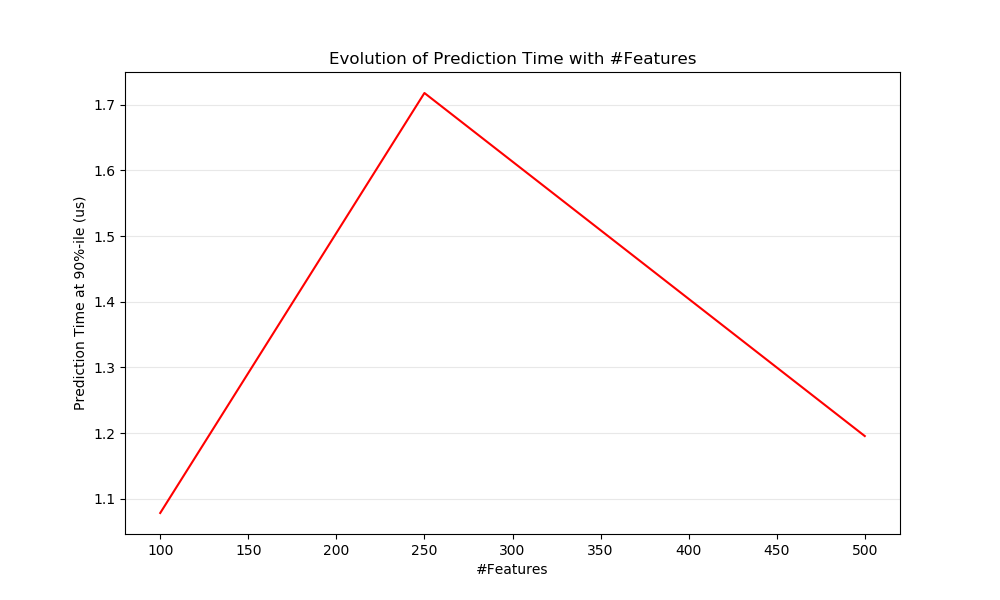 Evolution of Prediction Time with #Features
Prediction Time at 90%-ile (us)
1.7
1.6
1.5
1.4
1.3
1.2
1.1
100 150 200 250 300 350 400 450 500
#Features